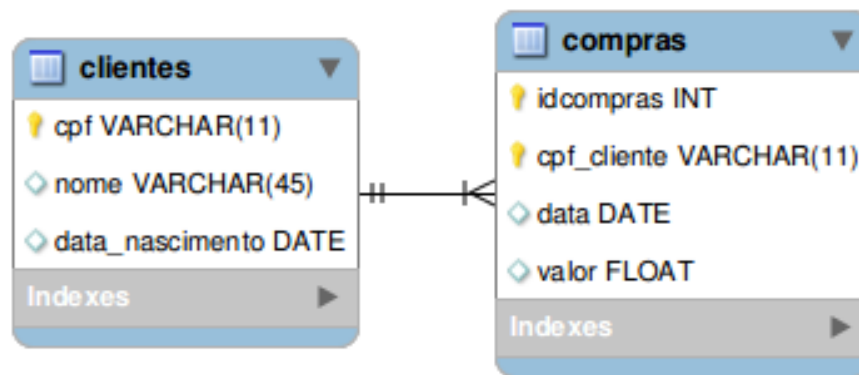 clientes
cpf VARCHAR(11)
nome VARCHAR(45)
data_nascimento DATE
Indexes
compras
idcompras INT
cpf_cliente VARCHAR(11)
data DATE
valor FLOAT
Indexes